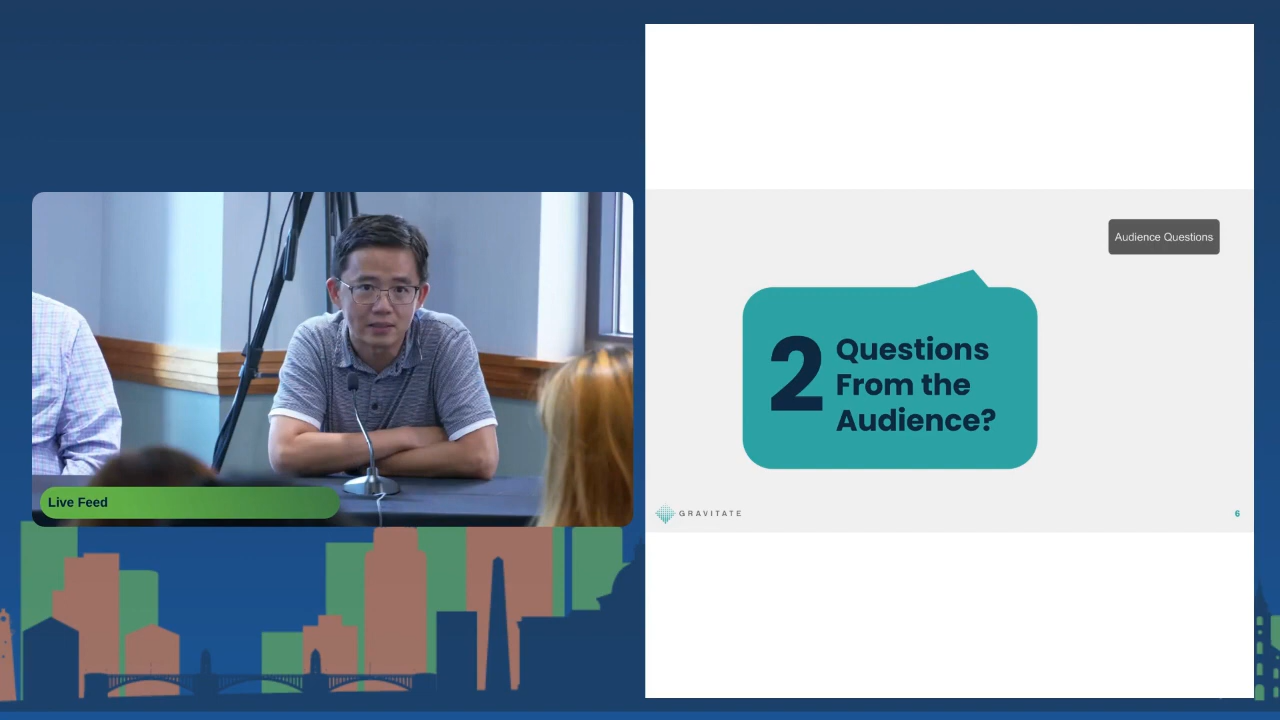 Live Feed
Audience Questions
2
Questions
From the
Audience?
GRAVITATE
6